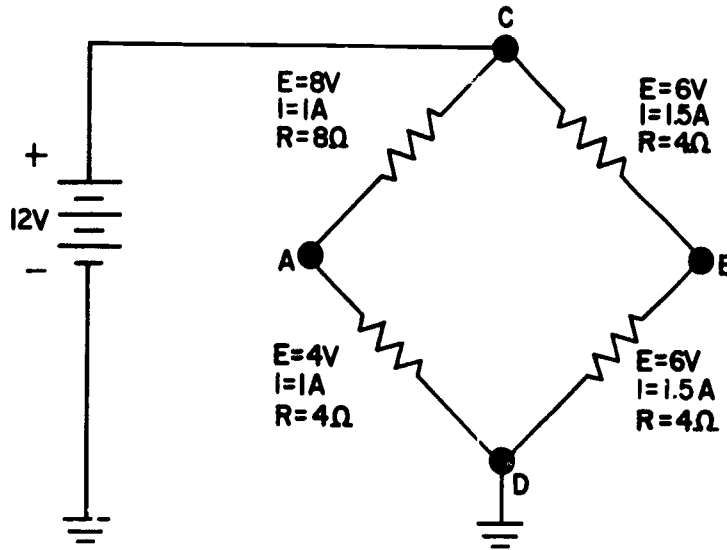 C
E=8V
I=1A
R=8Ω
E=6V
I=1.5A
R=4Ω
+
12V
-
A
E=4V
I=1A
R=4Ω
E=6V
I=1.5A
R=4Ω
D